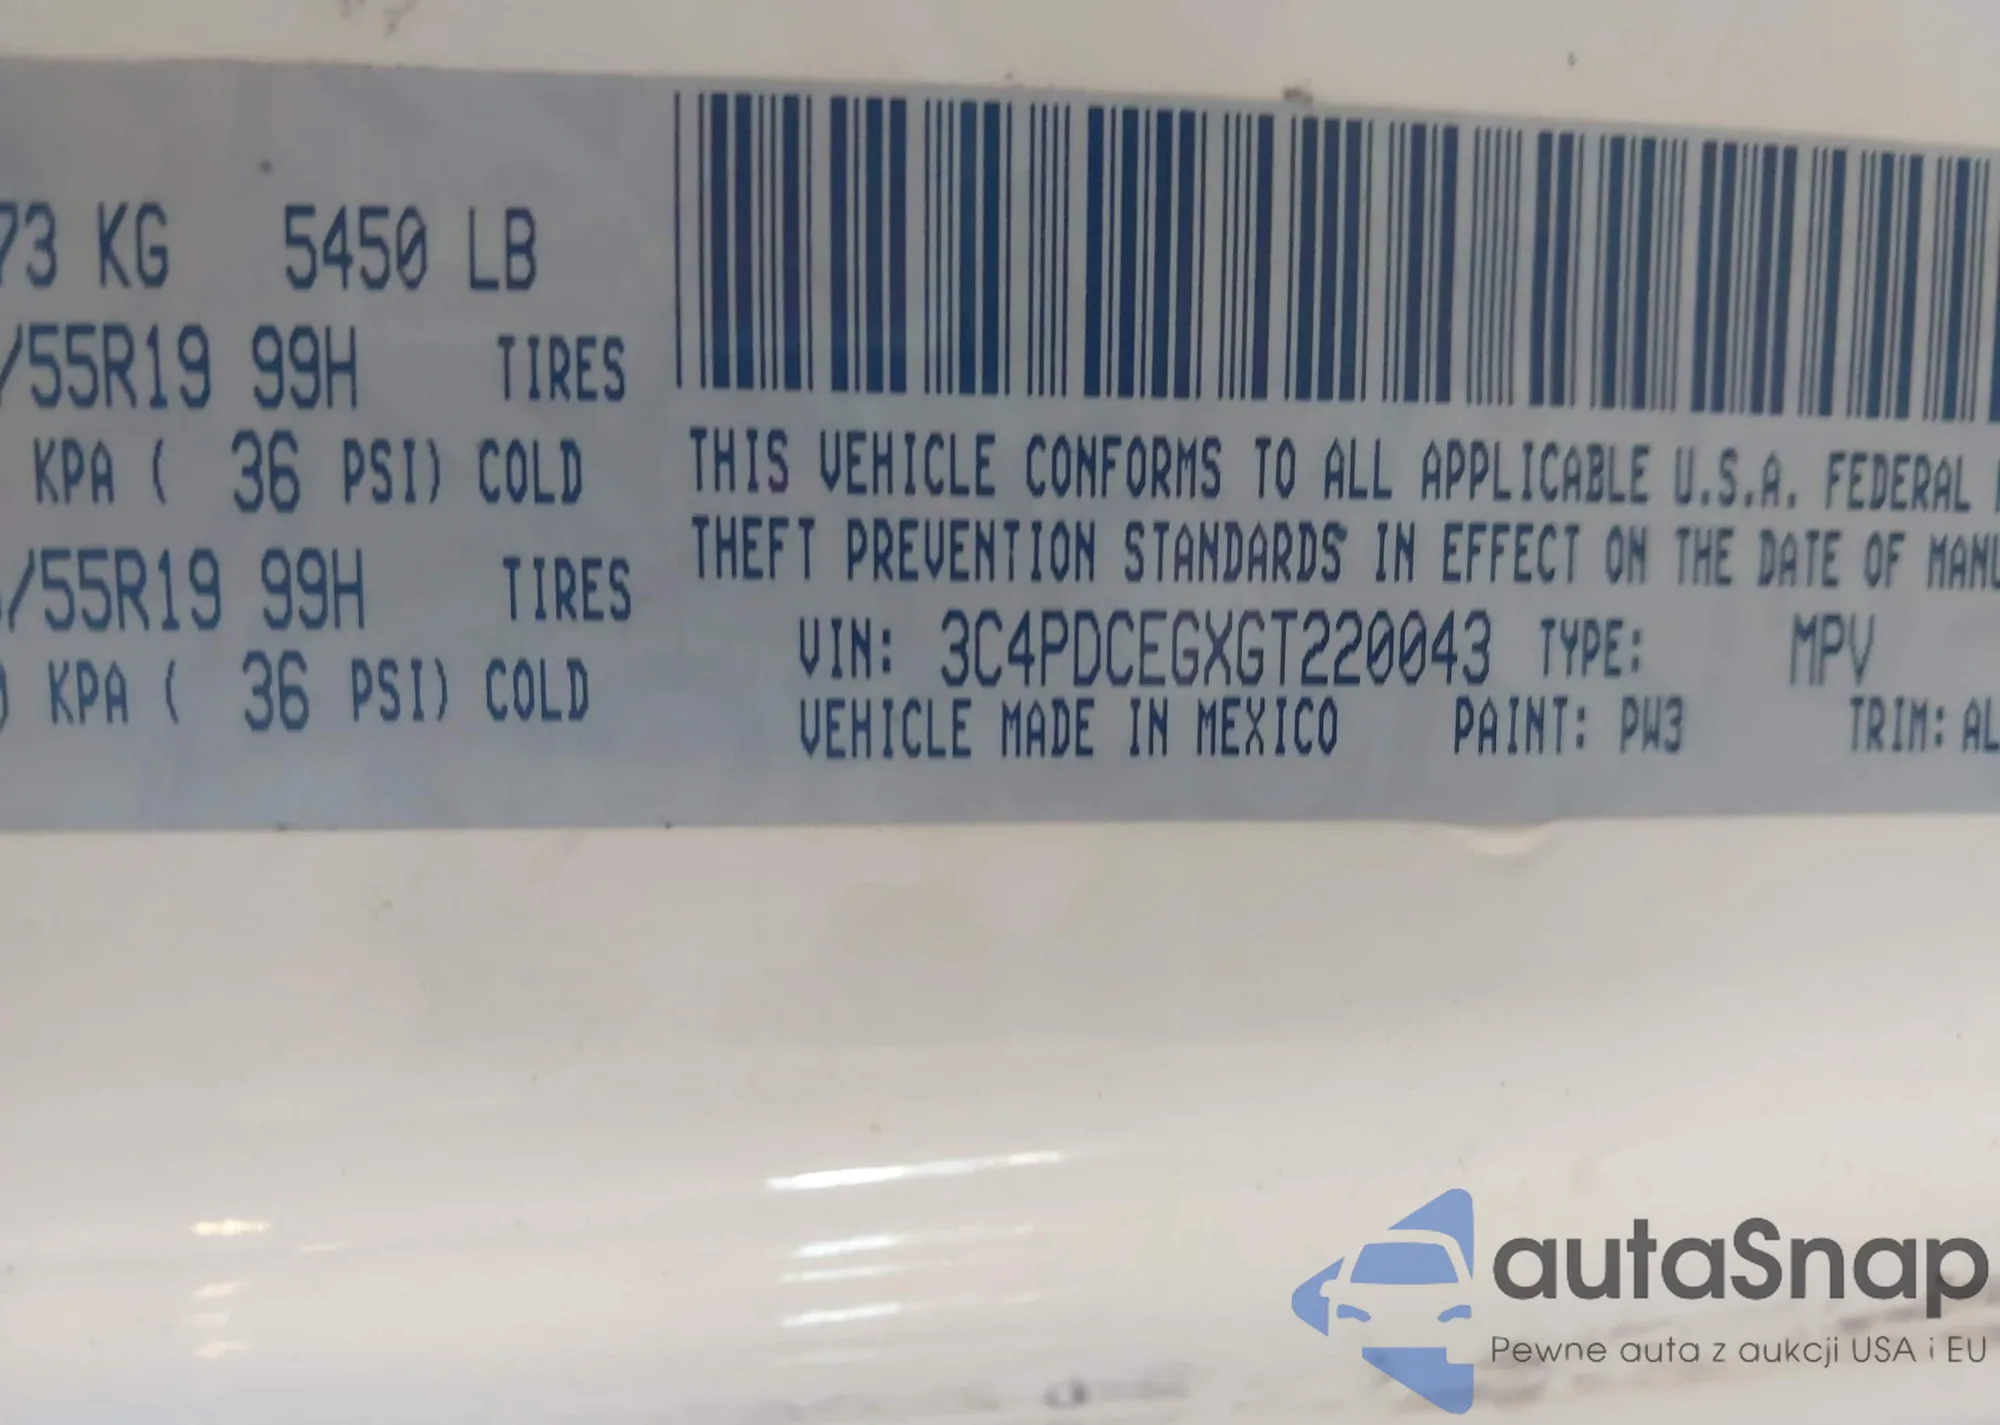 73 KG 5450 LB
/55R19 99H TIRES
KPA ( 36 PSI) COLD
/55R19 99H TIRES
KPA ( 36 PSI) COLD
THIS VEHICLE CONFORMS TO ALL APPLICABLE U.S.A. FEDERAL
THEFT PREVENTION STANDARDS IN EFFECT ON THE DATE OF MANU
VIN: 3C4PDCEGXGT220043 TYPE: MPV
VEHICLE MADE IN MEXICO PAINT: PW3 TRIM: AL
autaSnap
Pewne auta z aukcji USA i EU